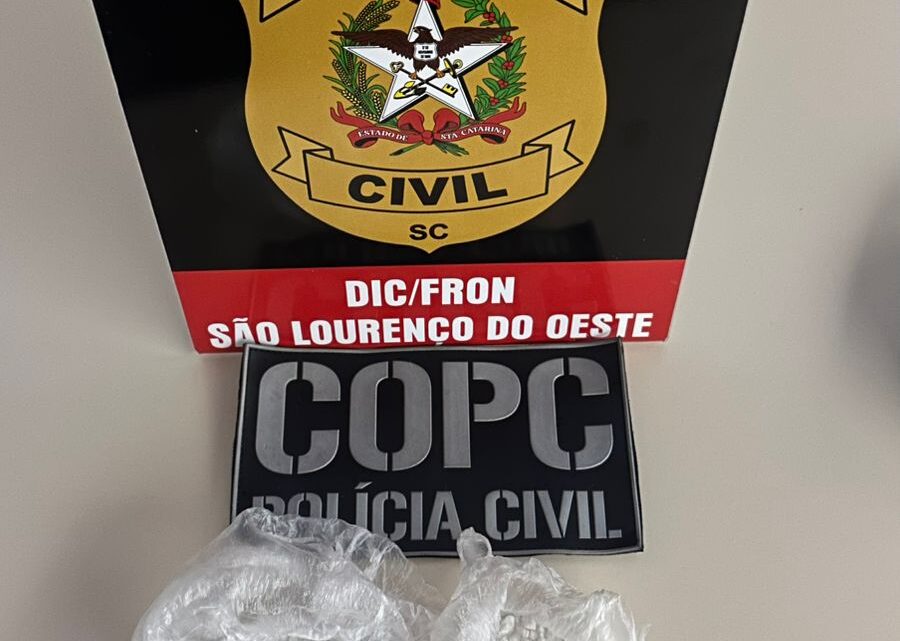 ESTADO DE STA. CATARINA
CIVIL
SC
DIC/FRON
SÃO LOURENÇO DO OESTE
COPC
POLÍCIA CIVIL